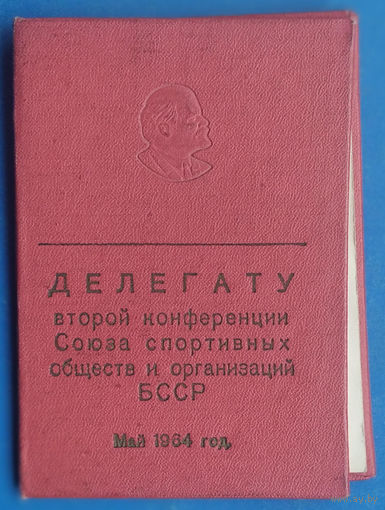 ДЕЛЕГАТУ
второй конференции
Союза спортивных
обществ и организаций
БССР
Май 1964 год.